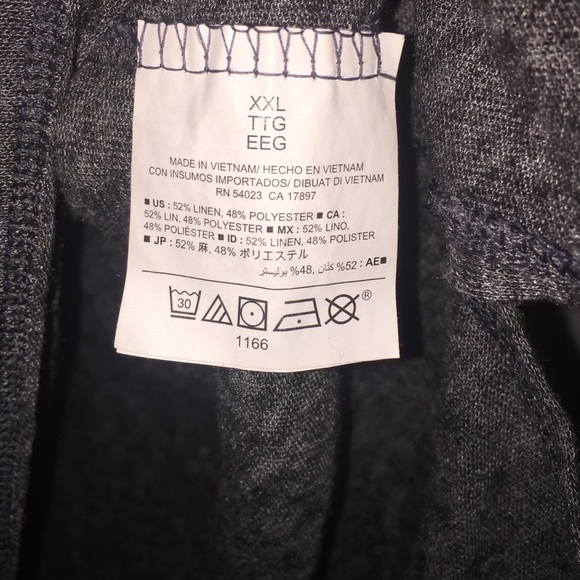 XXL
TTG
EEG
MADE IN VIETNAM/ HECHO EN VIETNAM
CON INSUMOS IMPORTADOS/ DIBUAT DI VIETNAM
RN 54023 CA 17897
■ US : 52% LINEN, 48% POLYESTER ■ CA :
52% LIN, 48% POLYESTER ■ MX : 52% LINO,
48% POLIÉSTER ■ ID : 52% LINEN, 48% POLISTER
■ JP : 52% 麻, 48% ポリエステル
■ AE : 52% كتان, 48% بوليستر
30
®
1166